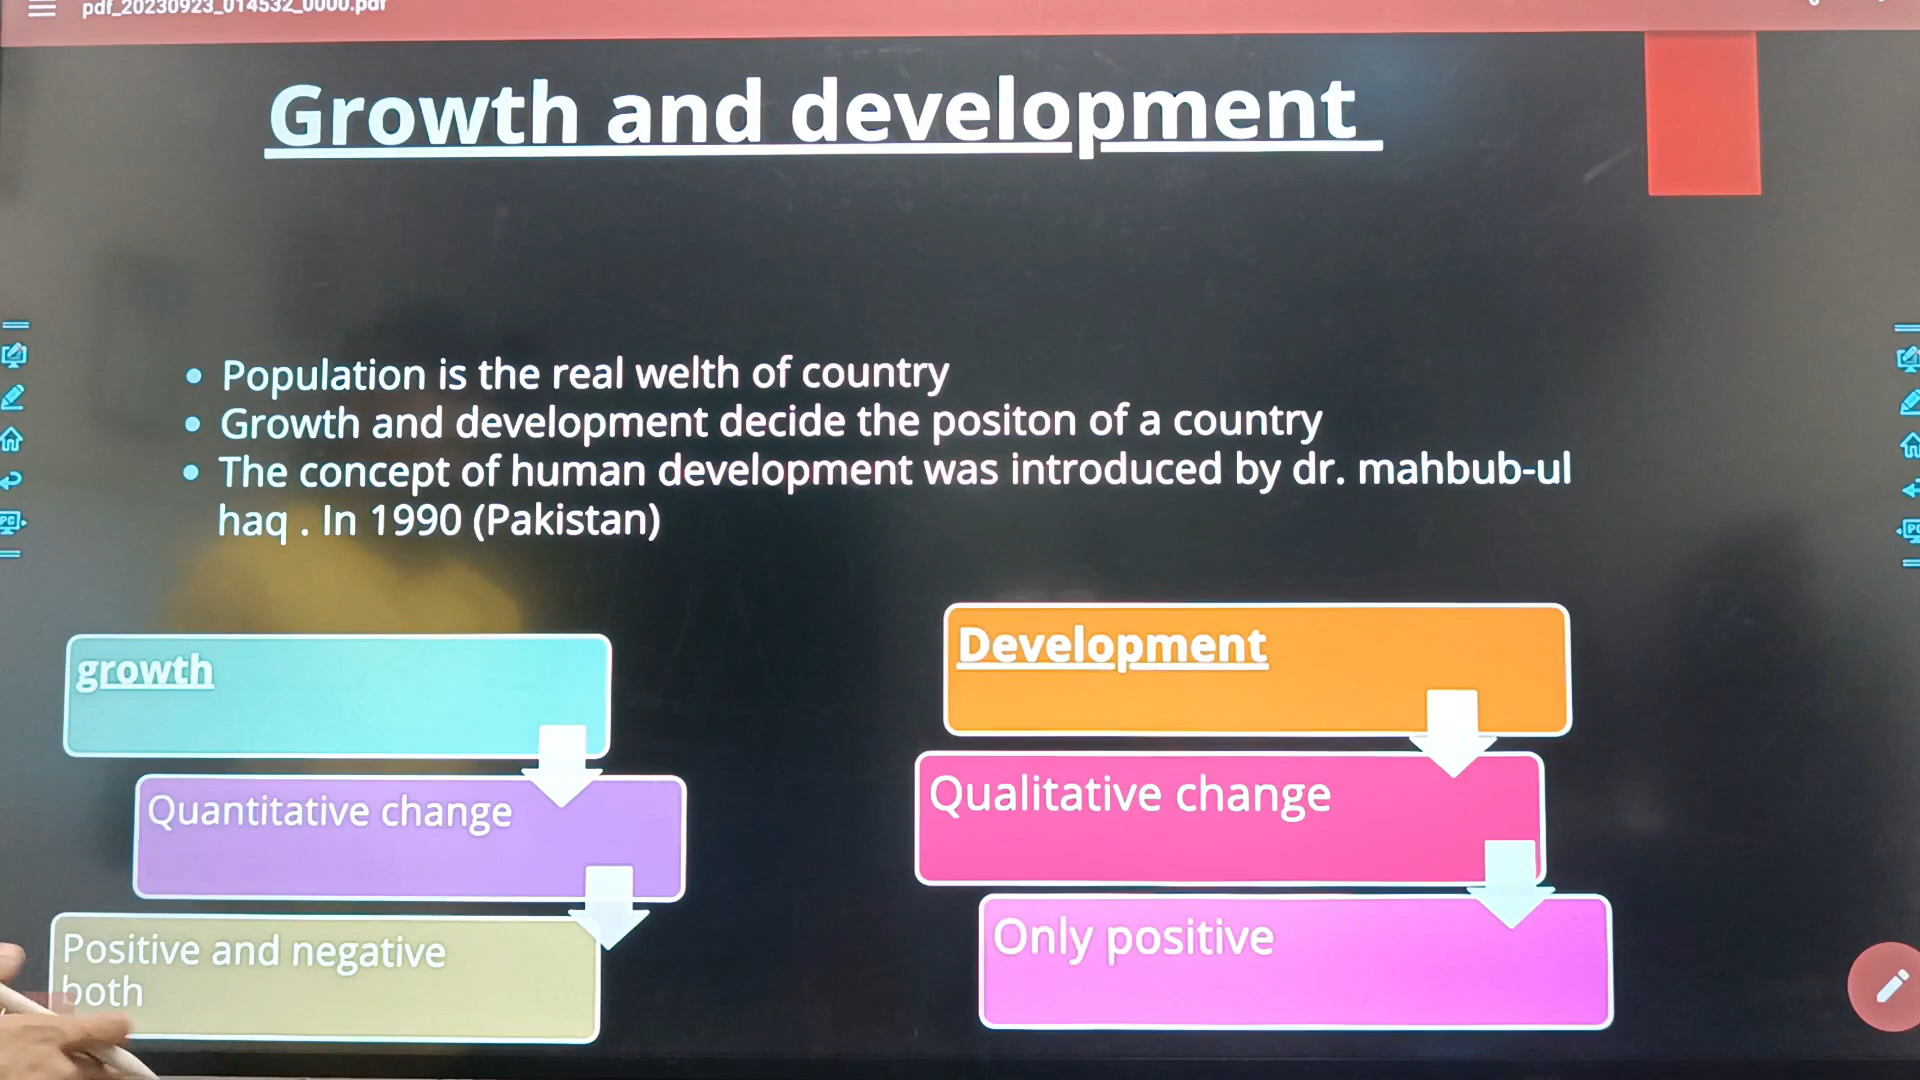 pdf_20230923_014532_0000.pdf
Growth and development
• Population is the real welth of country
• Growth and development decide the positon of a country
• The concept of human development was introduced by dr. mahbub-ul
haq . In 1990 (Pakistan)
growth
Quantitative change
Positive and negative
both
Development
Qualitative change
Only positive
PC
PC